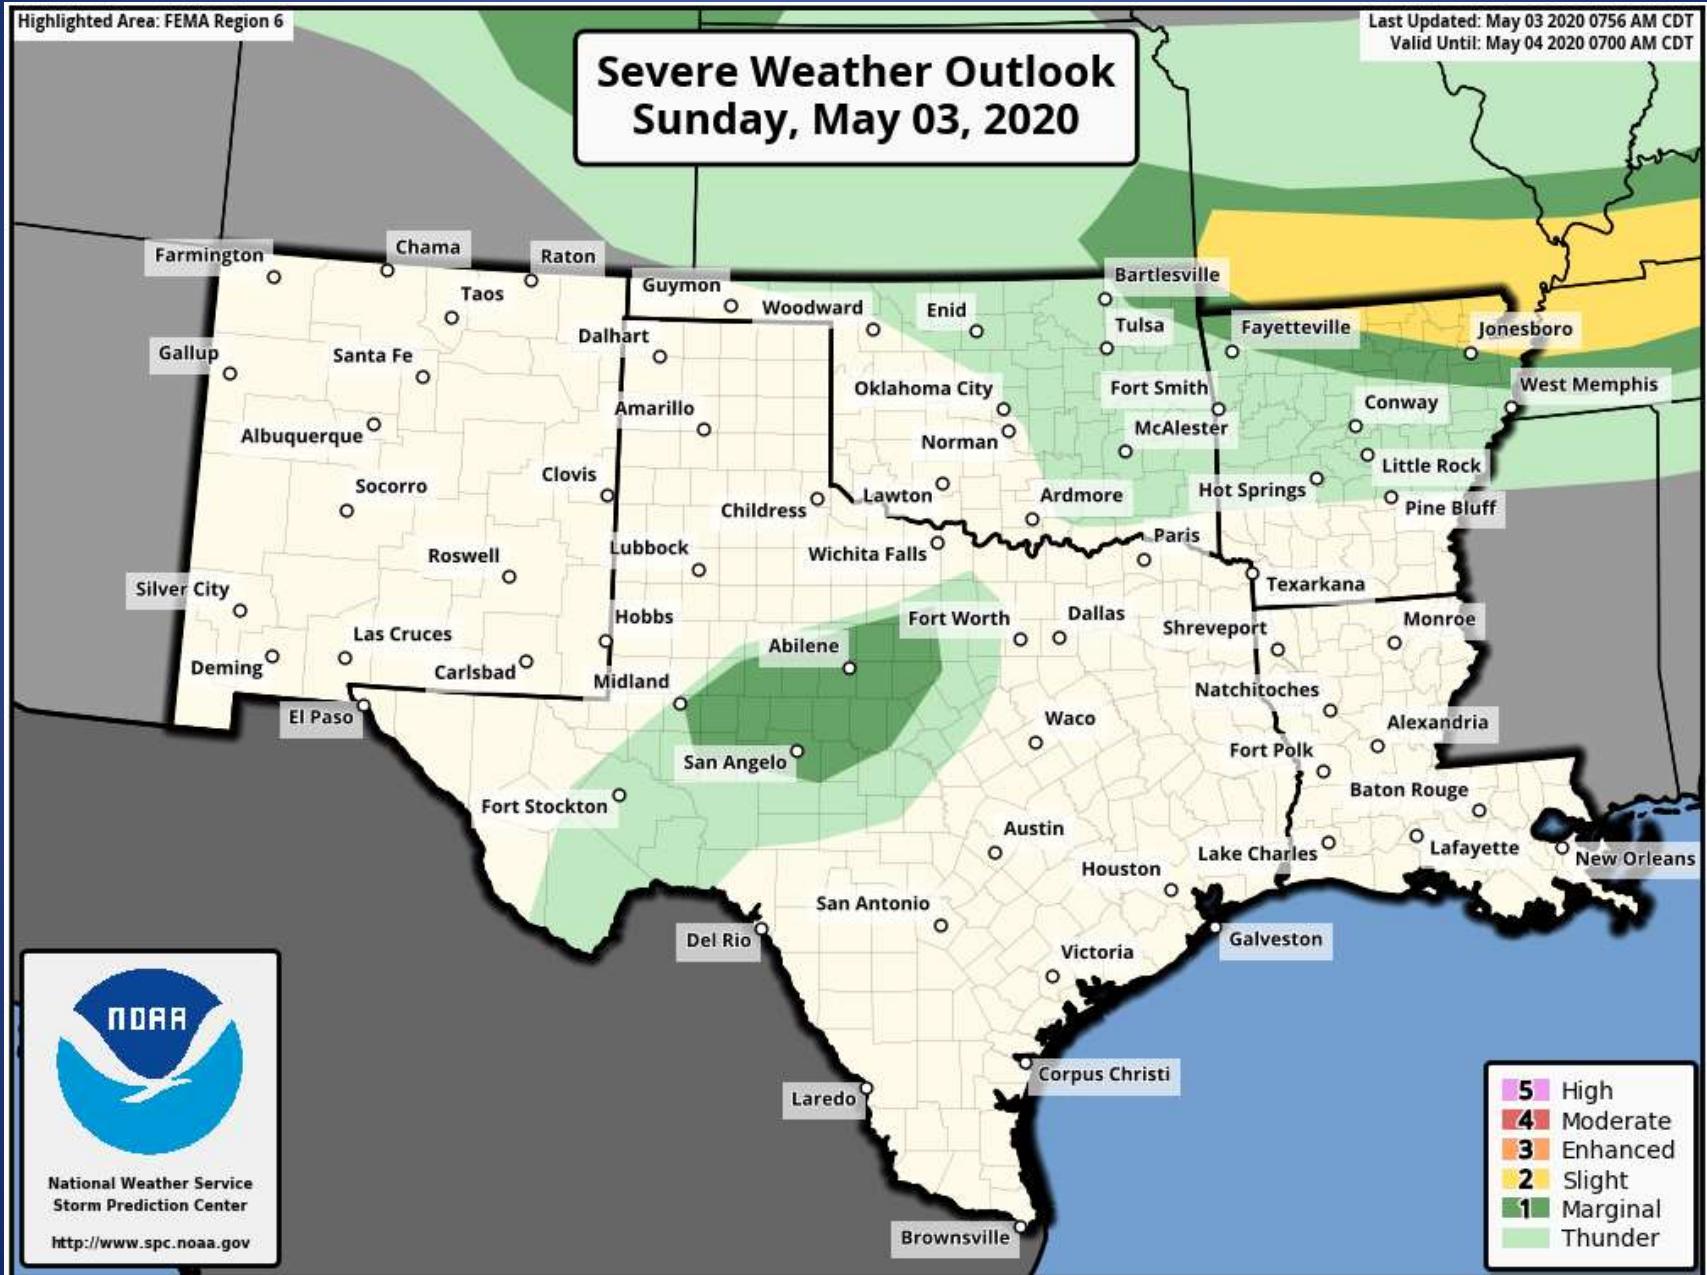 Highlighted Area: FEMA Region 6
Last Updated: May 03 2020 0756 AM CDT
Valid Until: May 04 2020 0700 AM CDT
Severe Weather Outlook
Sunday, May 03, 2020
Farmington
Chama
Raton
Taos
Guymon
Woodward
Enid
Bartlesville
Tulsa
Fayetteville
Jonesboro
Gallup
Santa Fe
Dalhart
Oklahoma City
Fort Smith
Conway
West Memphis
Albuquerque
Amarillo
Norman
McAlester
Little Rock
Socorro
Clovis
Childress
Lawton
Ardmore
Hot Springs
Pine Bluff
Roswell
Lubbock
Wichita Falls
Paris
Texarkana
Silver City
Las Cruces
Hobbs
Abilene
Fort Worth
Dallas
Shreveport
Monroe
Deming
Carlsbad
Midland
Natchitoches
El Paso
San Angelo
Waco
Fort Polk
Alexandria
Fort Stockton
Baton Rouge
Austin
Houston
Lake Charles
Lafayette
New Orleans
San Antonio
Del Rio
Victoria
Galveston
Corpus Christi
Laredo
Brownsville
NOAA
National Weather Service
Storm Prediction Center
http://www.spc.noaa.gov
5 High
4 Moderate
3 Enhanced
2 Slight
1 Marginal
Thunder